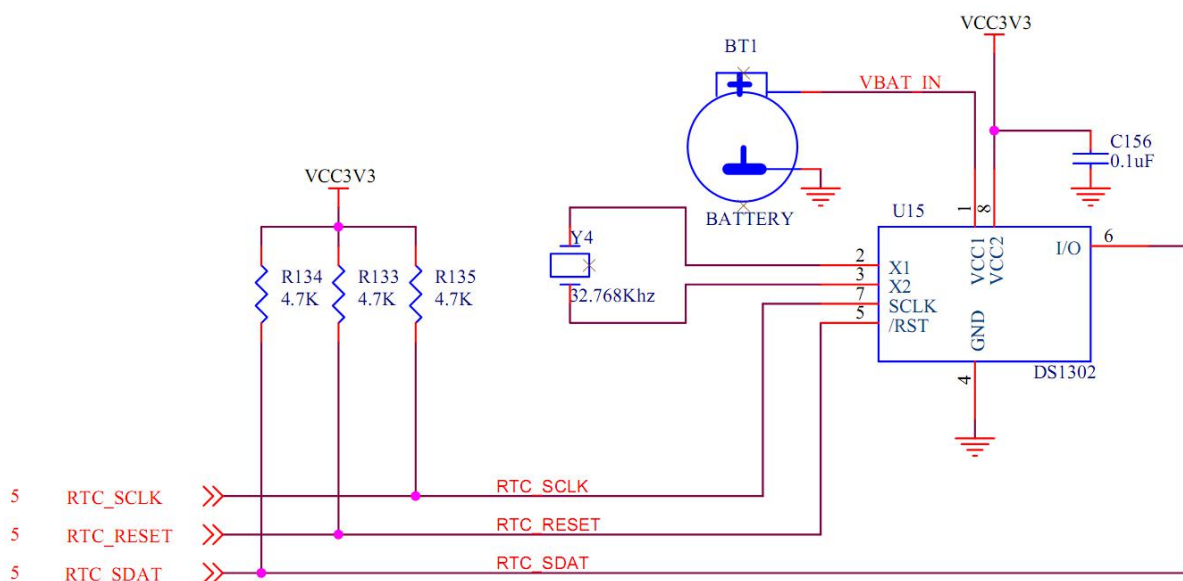 VCC3V3
BT1
VBAT_IN
C156
0.1uF
VCC3V3
BATTERY
1
8
U15
6
Y4
I/O
VCC1
VCC2
R134
4.7K
R133
4.7K
R135
4.7K
2
X1
3
X2
32.768Khz
7
SCLK
5
/RST
GND
DS1302
4
5 RTC_SCLK
RTC_SCLK
5 RTC_RESET
RTC_RESET
5 RTC_SDAT
RTC_SDAT